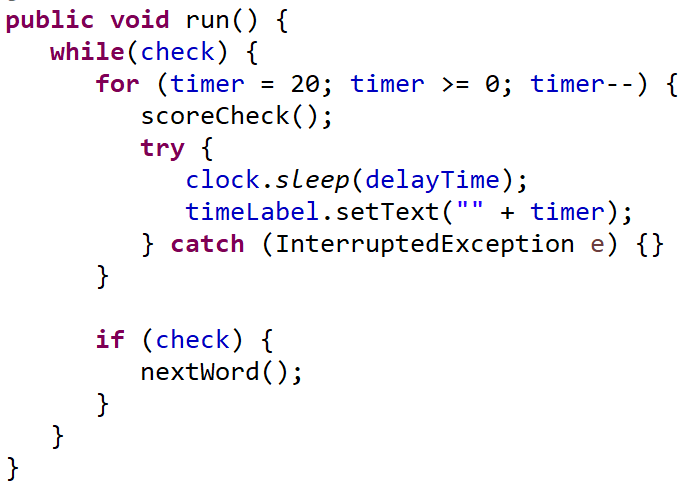 public void run() {
   while(check) {
      for (timer = 20; timer >= 0; timer--) {
         scoreCheck();
         try {
            clock.sleep(delayTime);
            timeLabel.setText("" + timer);
         } catch (InterruptedException e) {}
      }

      if (check) {
         nextWord();
      }
   }
}